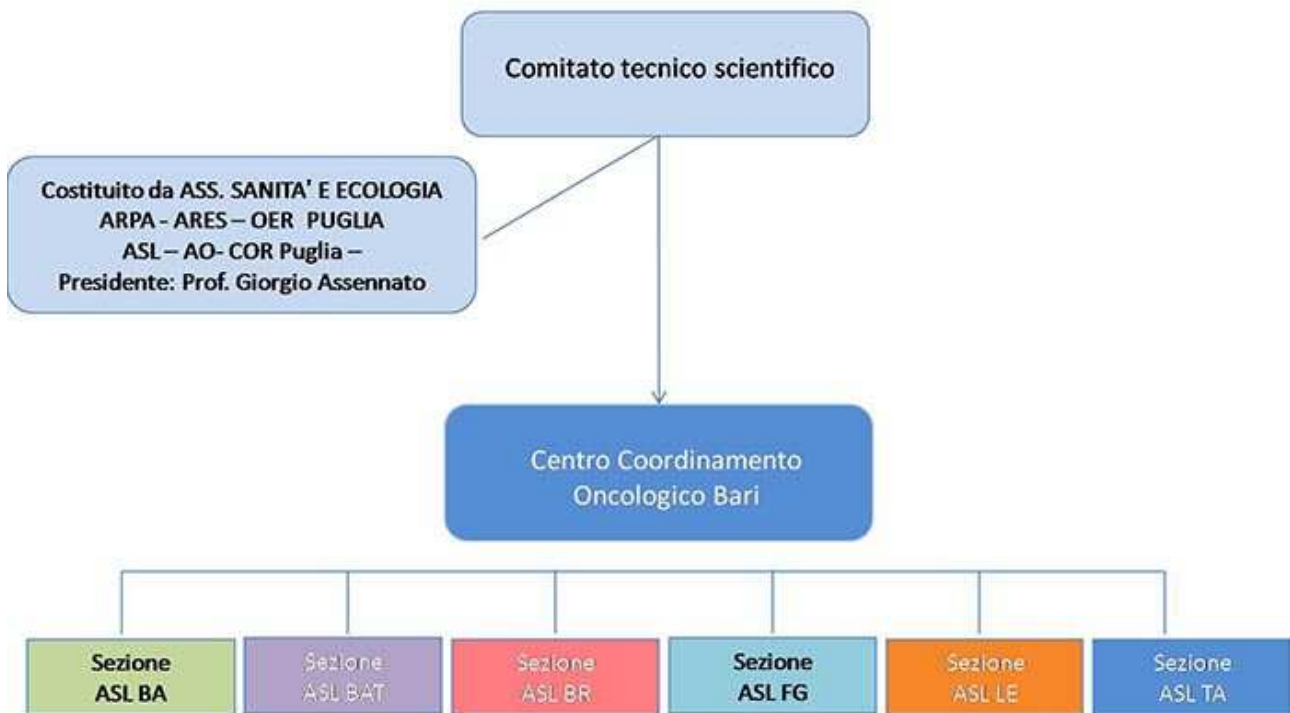 Comitato tecnico scientifico
Costituito da ASS. SANITA' E ECOLOGIA
ARPA - ARES – OER PUGLIA
ASL – AO- COR Puglia –
Presidente: Prof. Giorgio Assennato
Centro Coordinamento
Oncologico Bari
Sezione
ASL BA
Sezione
ASL BAT
Sezione
ASL BR
Sezione
ASL FG
Sezione
ASL LE
Sezione
ASL TA